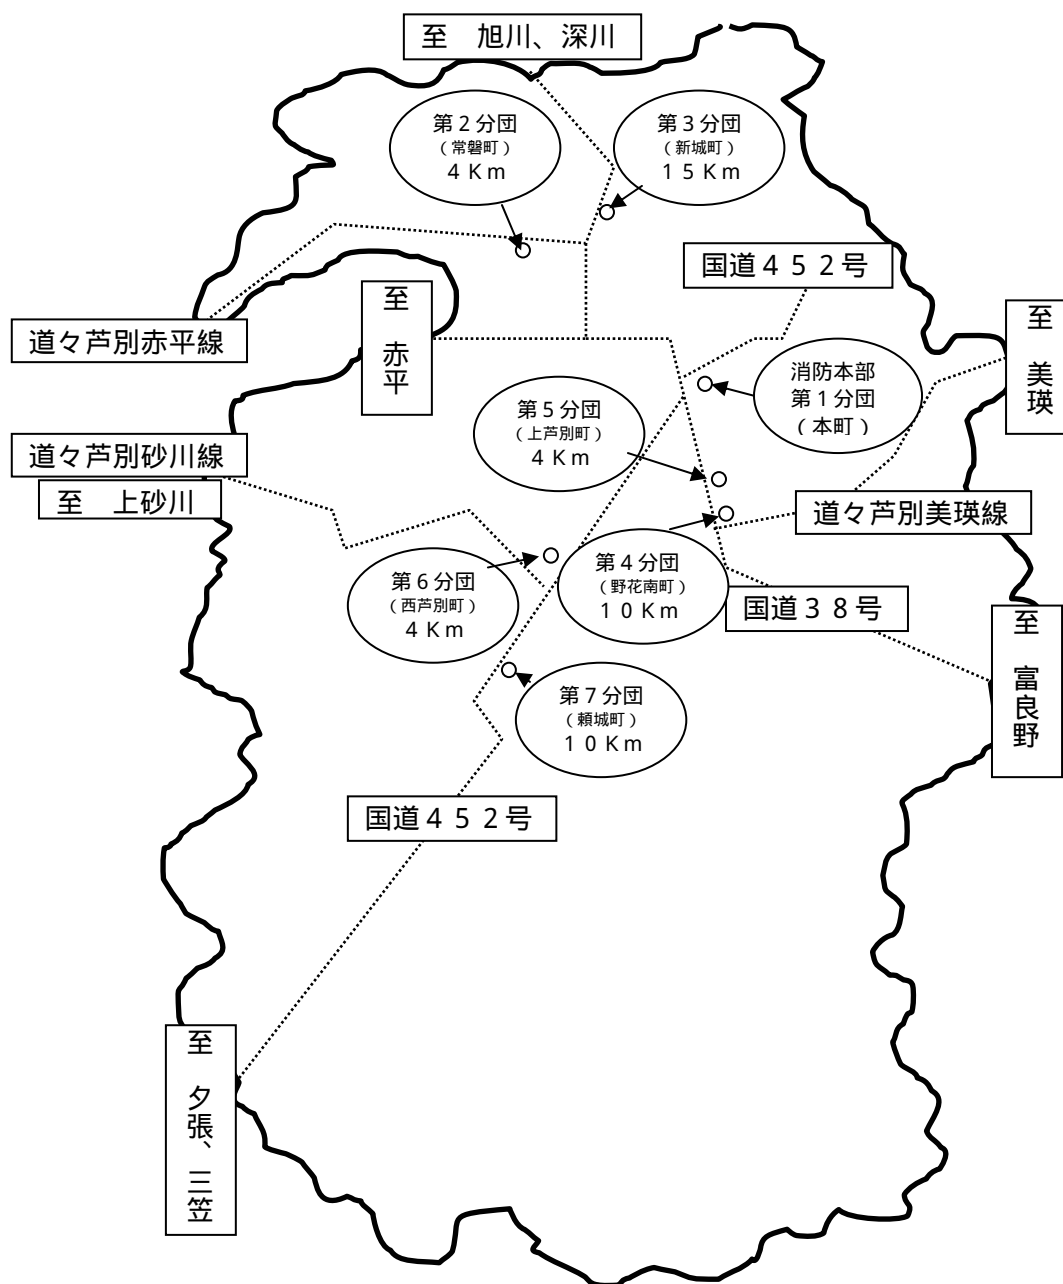 至　旭川、深川
第２分団
（常磐町）
４Ｋｍ
第３分団
（新城町）
１５Ｋｍ
国道４５２号
至　赤平
至　美瑛
道々芦別赤平線
消防本部
第１分団
（本町）
第５分団
（上芦別町）
４Ｋｍ
道々芦別砂川線
至　上砂川
道々芦別美瑛線
第４分団
（野花南町）
１０Ｋｍ
第６分団
（西芦別町）
４Ｋｍ
国道３８号
至　富良野
第７分団
（頼城町）
１０Ｋｍ
国道４５２号
至　夕張、三笠